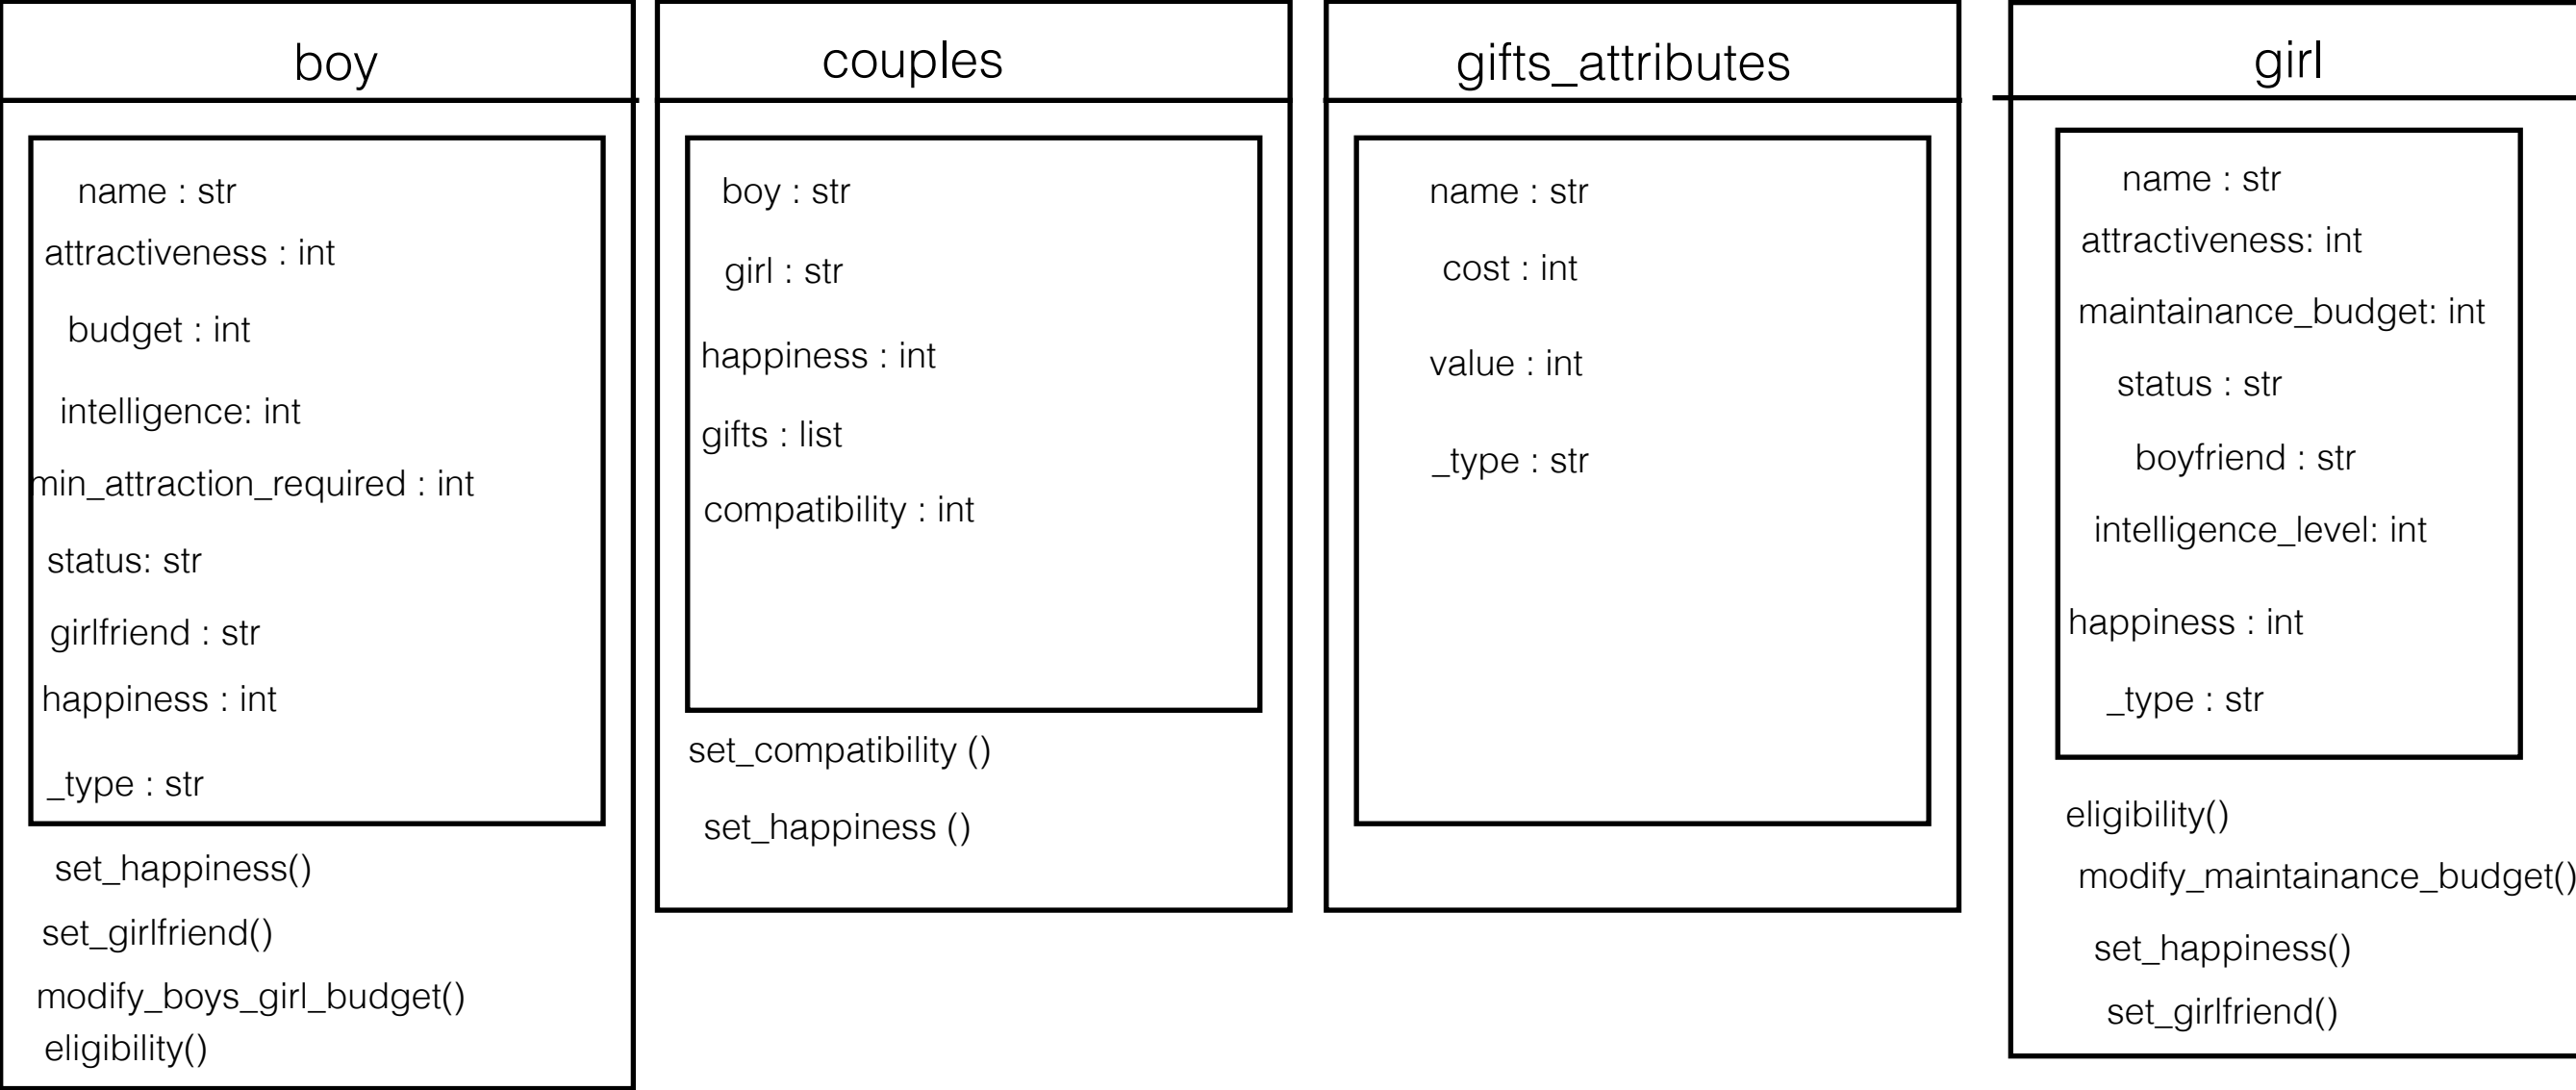 boy
name : str
attractiveness : int
budget : int
intelligence: int
min_attraction_required : int
status: str
girlfriend : str
happiness : int
_type : str
set_happiness()
set_girlfriend()
modify_boys_girl_budget()
eligibility()
couples
boy : str
girl : str
happiness : int
gifts : list
compatibility : int
set_compatibility ()
set_happiness ()
gifts_attributes
name : str
cost : int
value : int
_type : str
girl
name : str
attractiveness: int
maintainance_budget: int
status : str
boyfriend : str
intelligence_level: int
happiness : int
_type : str
eligibility()
modify_maintainance_budget()
set_happiness()
set_girlfriend()